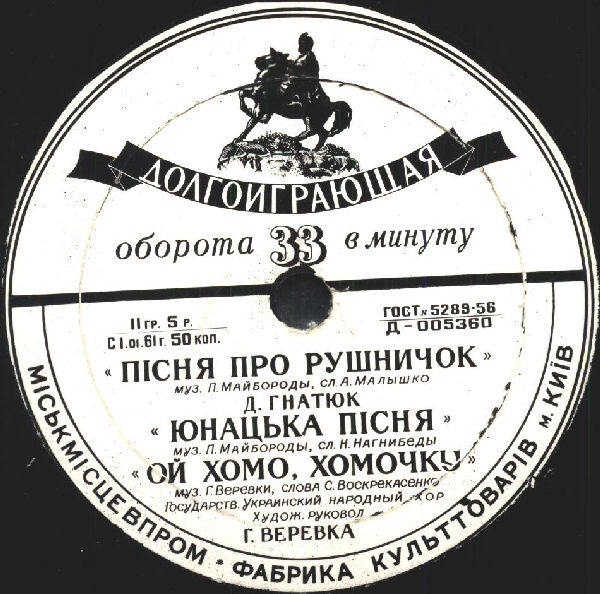 ДОЛГОИГРАЮЩАЯ
оборота 33 в минуту
II ГР. 5 Р.
С I.01.61 г. 50 КОП.
ГОСТ № 5289-56
Д-005360
« ПІСНЯ ПРО РУШНИЧОК »
муз. П. Майбороды, сл. А. Малышко
Д. ГНАТЮК
« ЮНАЦЬКА ПІСНЯ »
муз. П. Майбороды, сл. Н. Нагнибеды
« ОЙ ХОМО, ХОМОЧКУ »
муз. Г. Веревки, слова С. Воскрекасенко
Государств. Украинский народный хор
Худож. руковод
Г. ВЕРЕВКА
МІСЬКМІСЦЕВПРОМ * ФАБРИКА КУЛЬТТОВАРІВ м. КИЇВ